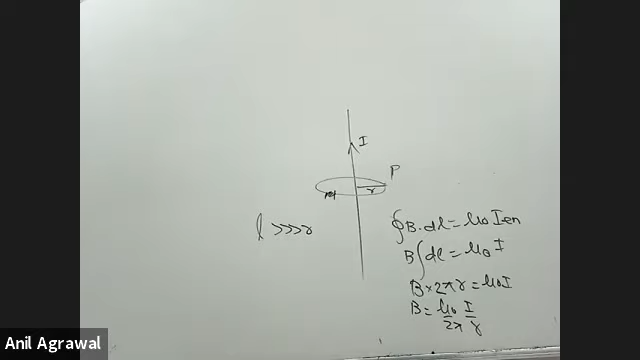 I
P
r
l >>> r
∮B. dl = μ0 Ien
B∫dl = μ0 I
B × 2πr = μ0I
B = μ0/2π I/r
Anil Agrawal